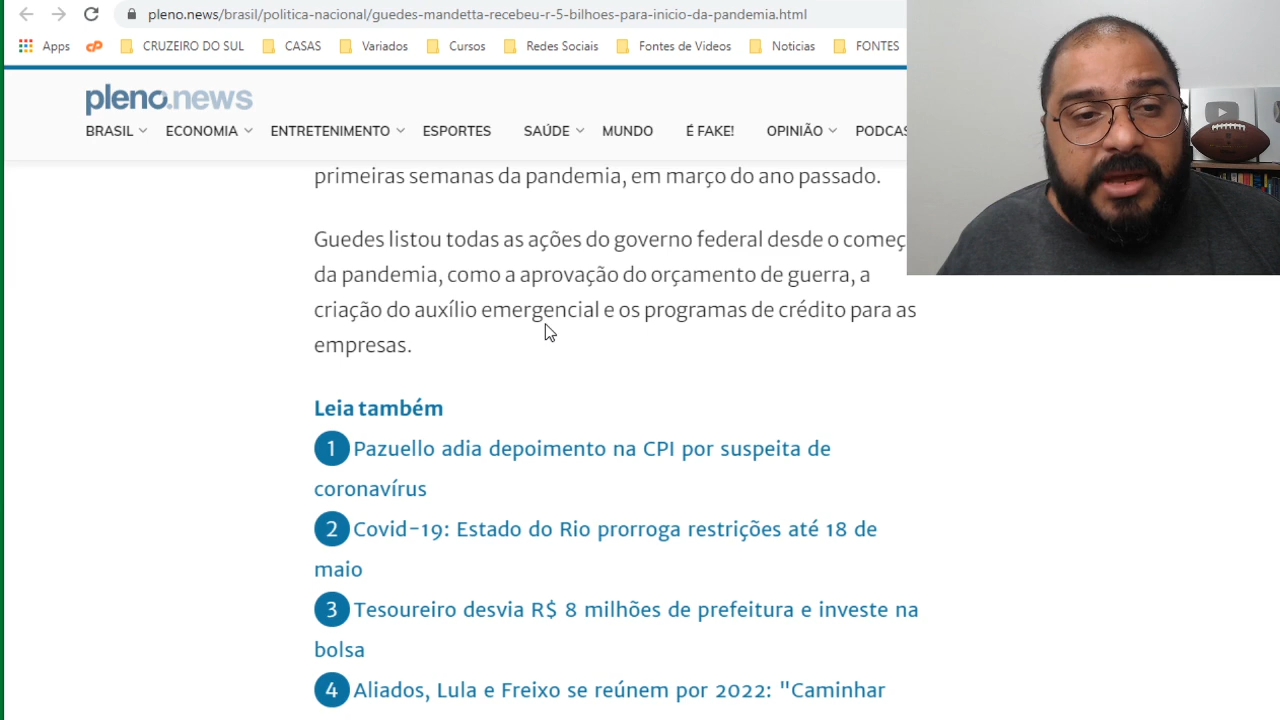 pleno.news/brasil/politica-nacional/guedes-mandetta-recebeu-r-5-bilhoes-para-inicio-da-pandemia.html
Apps CRUZEIRO DO SUL CASAS Variados Cursos Redes Sociais Fontes de Videos Noticias FONTES
pleno.news
BRASIL ECONOMIA ENTRETENIMENTO ESPORTES SAÚDE MUNDO É FAKE! OPINIÃO PODCAS
primeiras semanas da pandemia, em março do ano passado.
Guedes listou todas as ações do governo federal desde o começ
da pandemia, como a aprovação do orçamento de guerra, a
criação do auxílio emergencial e os programas de crédito para as
empresas.
Leia também
1 Pazuello adia depoimento na CPI por suspeita de
coronavírus
2 Covid-19: Estado do Rio prorroga restrições até 18 de
maio
3 Tesoureiro desvia R$ 8 milhões de prefeitura e investe na
bolsa
4 Aliados, Lula e Freixo se reúnem por 2022: "Caminhar